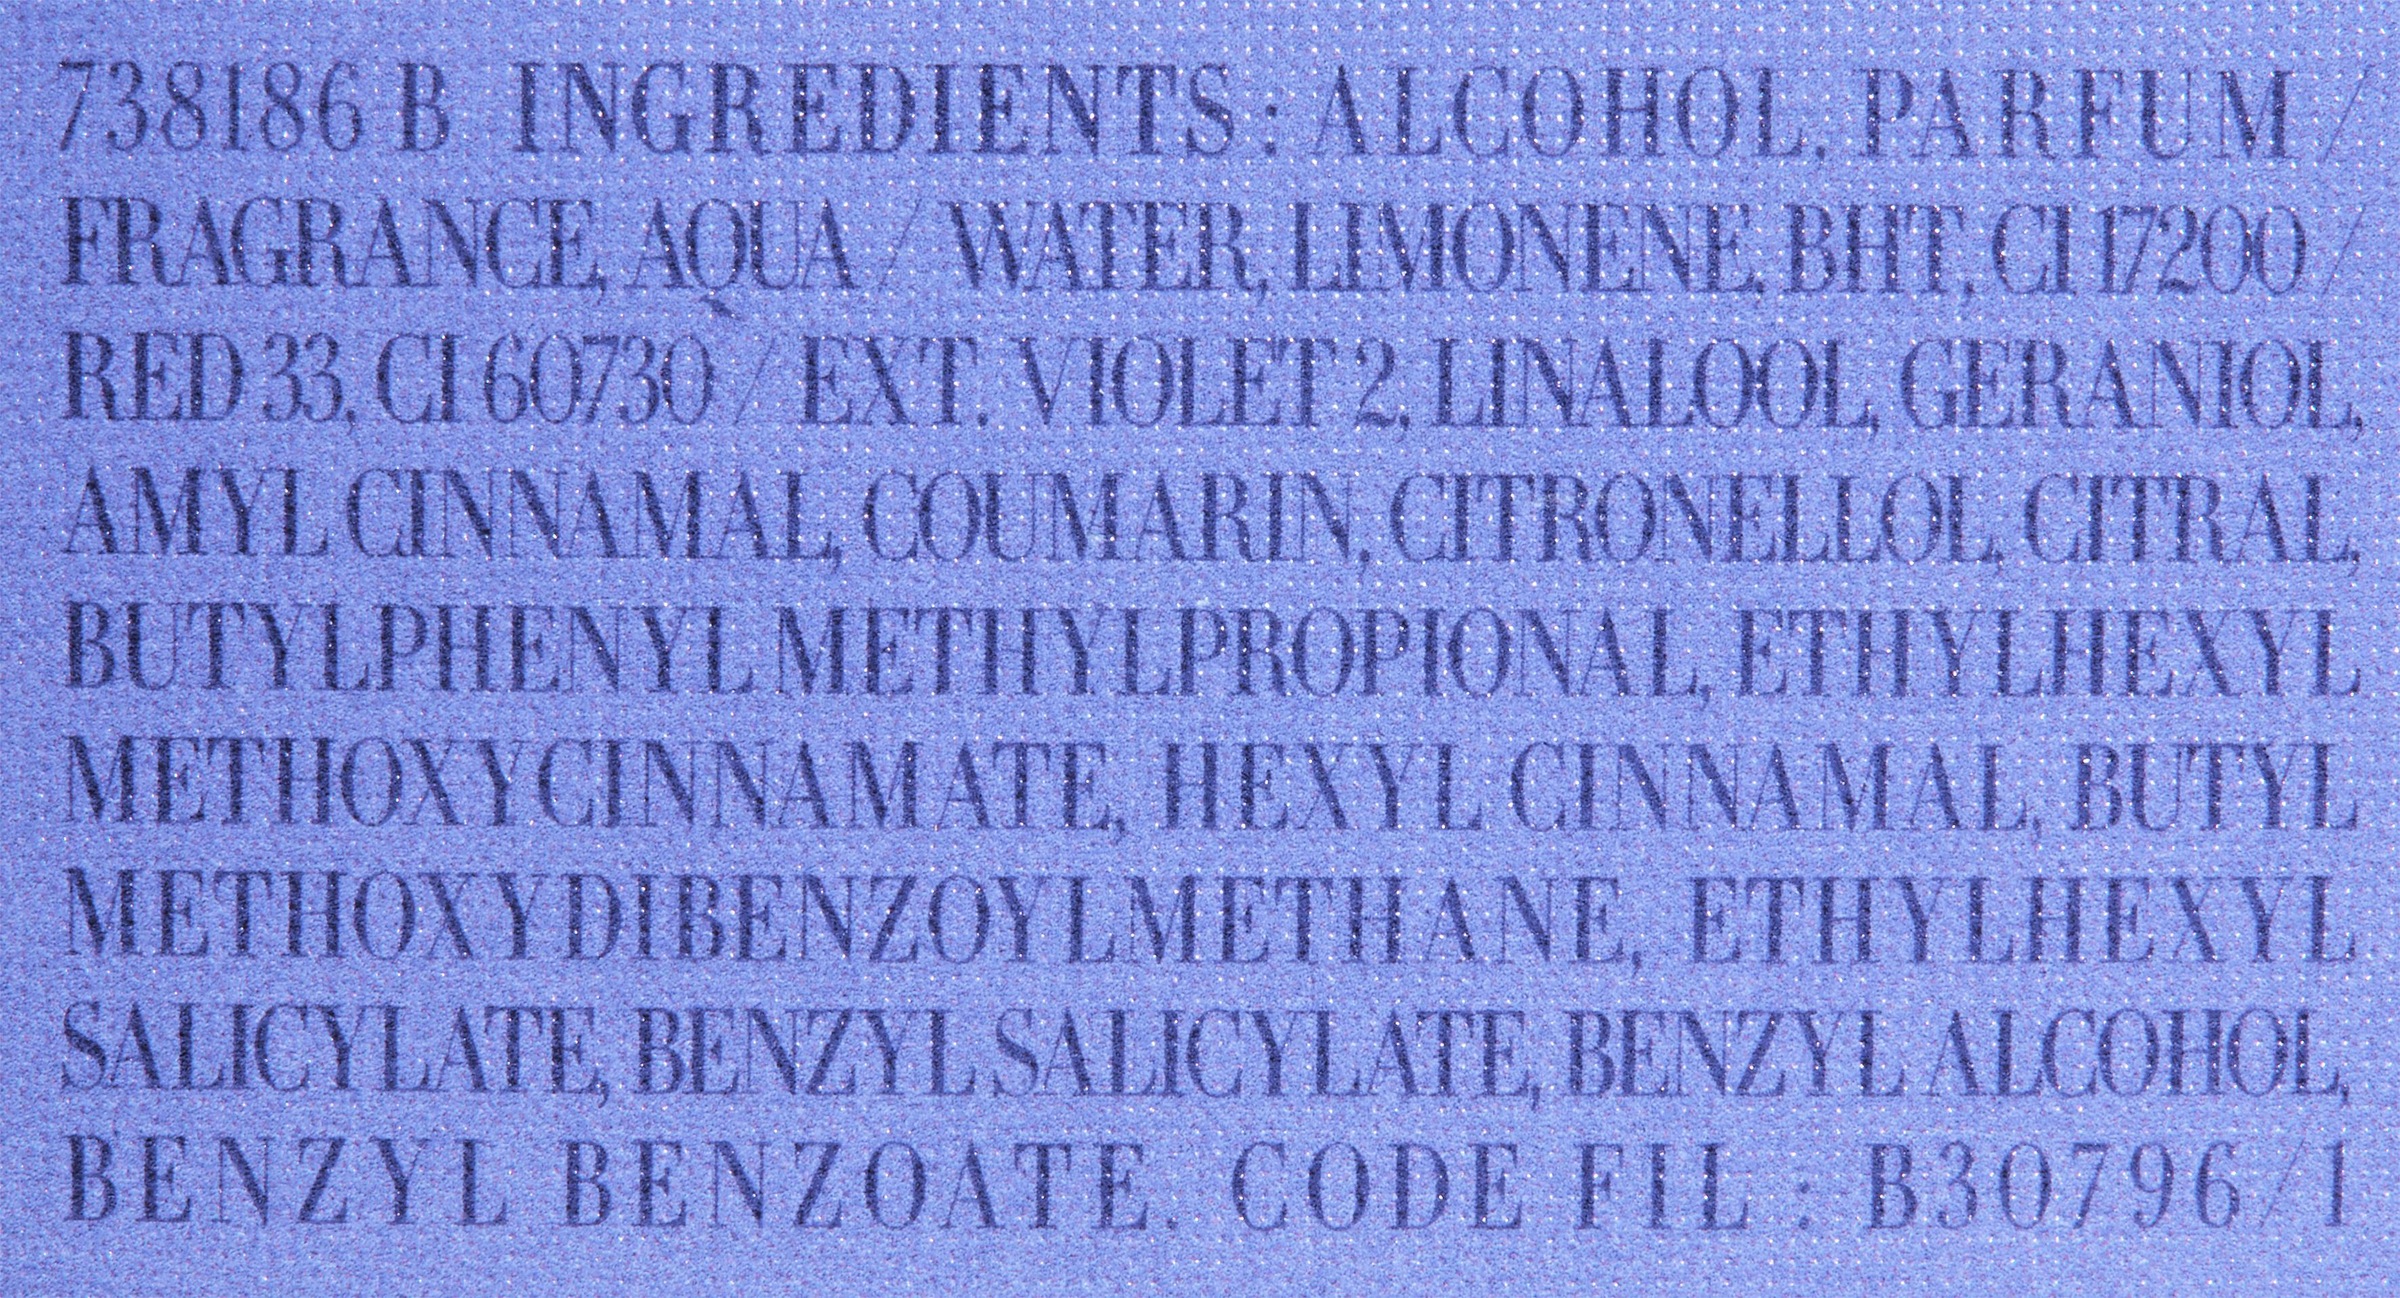 738186 B INGREDIENTS : ALCOHOL, PARFUM /
FRAGRANCE, AQUA / WATER, LIMONENE, BHT, CI 17200 /
RED 33, CI 60730 / EXT. VIOLET 2, LINALOOL, GERANIOL,
AMYL CINNAMAL, COUMARIN, CITRONELLOL, CITRAL,
BUTYLPHENYL METHYLPROPIONAL, ETHYLHEXYL
METHOXYCINNAMATE, HEXYL CINNAMAL, BUTYL
METHOXYDIBENZOYLMETHANE, ETHYLHEXYL
SALICYLATE, BENZYL SALICYLATE, BENZYL ALCOHOL,
BENZYL BENZOATE. CODE FIL : B30796/1